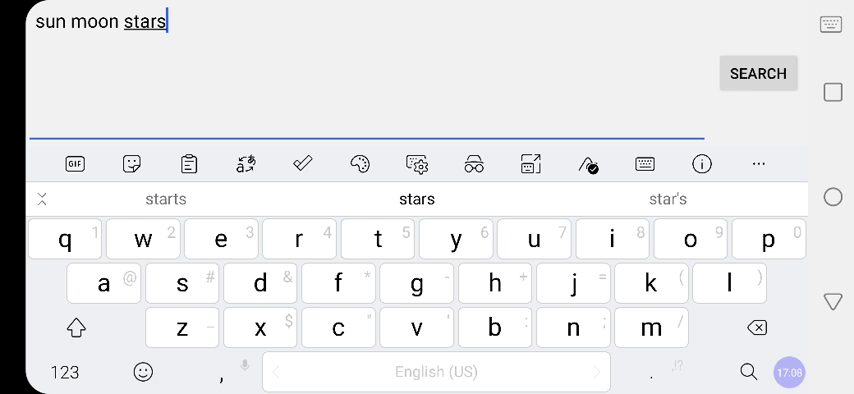 sun moon stars
SEARCH
GIF
starts stars star's
q 1 w 2 e 3 r 4 t 5 y 6 u 7 i 8 o 9 p 0
a @ s # d & f * g - h + j = k ( l )
z _ x $ c " v ' b : n ; m /
123 , English (US) . ,!? 17:08